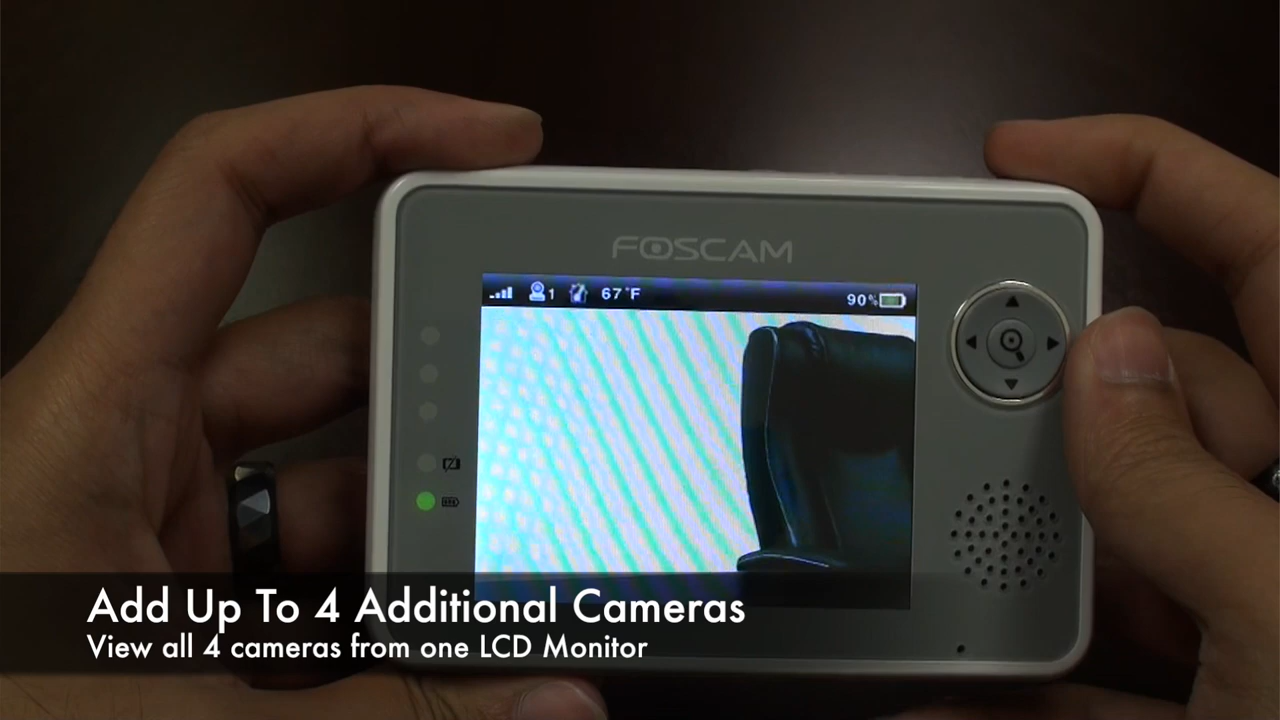 FOSCAM
1 67°F 90%
Add Up To 4 Additional Cameras
View all 4 cameras from one LCD Monitor